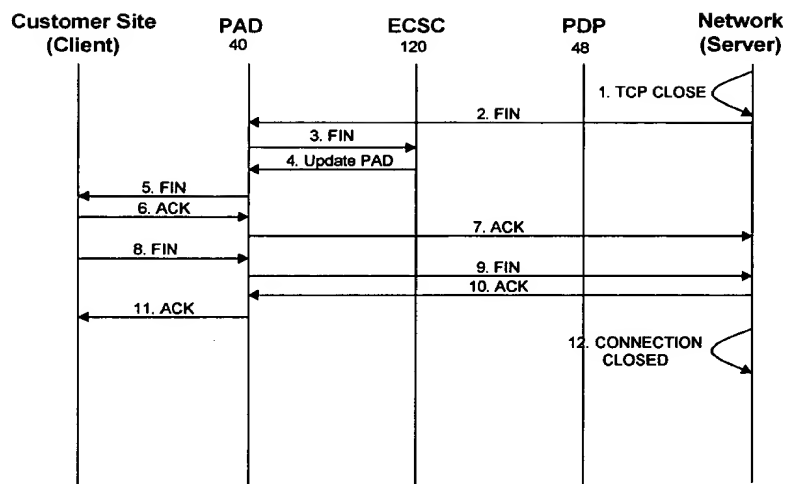 Customer Site
(Client)
PAD
40
ECSC
120
PDP
48
Network
(Server)
1. TCP CLOSE
2. FIN
3. FIN
4. Update PAD
5. FIN
6. ACK
7. ACK
8. FIN
9. FIN
10. ACK
11. ACK
12. CONNECTION
CLOSED